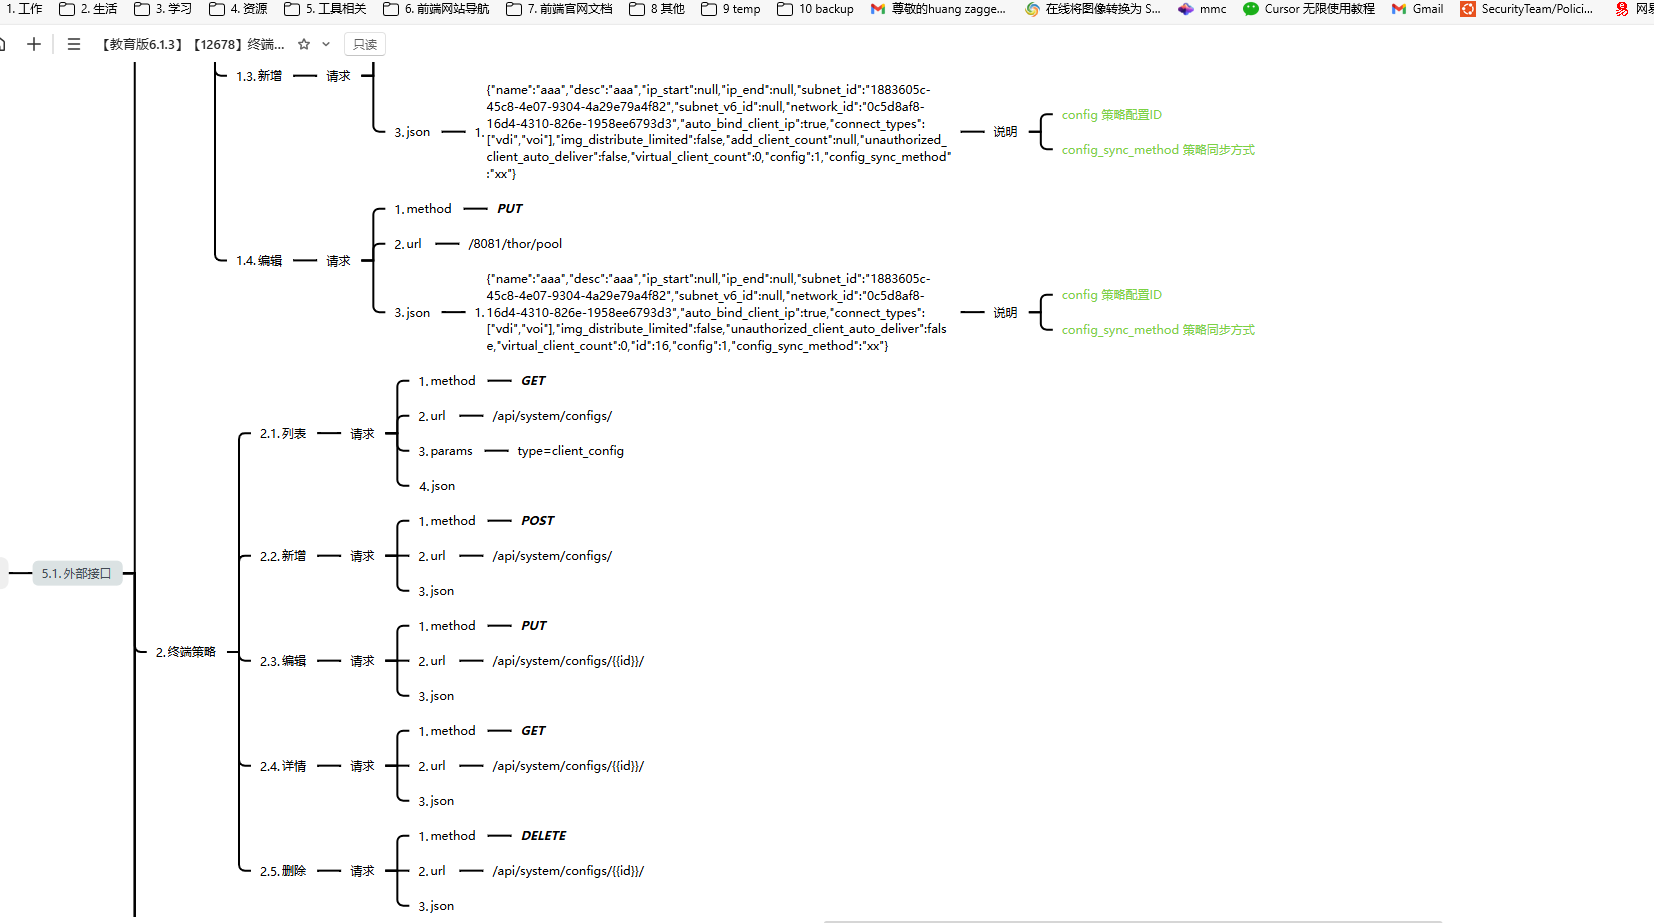 1. 工作
2. 生活
3. 学习
4. 资源
5. 工具相关
6. 前端网站导航
7. 前端官网文档
8 其他
9 temp
10 backup
尊敬的huang zagge...
在线将图像转换为 S...
mmc
Cursor 无限使用教程
Gmail
SecurityTeam/Polici...
网易
【教育版6.1.3】【12678】终端...
只读
1.3. 新增
请求
3. json
1.
{"name":"aaa","desc":"aaa","ip_start":null,"ip_end":null,"subnet_id":"1883605c-
45c8-4e07-9304-4a29e79a4f82","subnet_v6_id":null,"network_id":"0c5d8af8-
16d4-4310-826e-1958ee6793d3","auto_bind_client_ip":true,"connect_types":
["vdi","voi"],"img_distribute_limited":false,"add_client_count":null,"unauthorized_
client_auto_deliver":false,"virtual_client_count":0,"config":1,"config_sync_method"
:"xx"}
说明
config 策略配置ID
config_sync_method 策略同步方式
1.4. 编辑
请求
1. method
PUT
2. url
/8081/thor/pool
3. json
1.
{"name":"aaa","desc":"aaa","ip_start":null,"ip_end":null,"subnet_id":"1883605c-
45c8-4e07-9304-4a29e79a4f82","subnet_v6_id":null,"network_id":"0c5d8af8-
16d4-4310-826e-1958ee6793d3","auto_bind_client_ip":true,"connect_types":
["vdi","voi"],"img_distribute_limited":false,"unauthorized_client_auto_deliver":fals
e,"virtual_client_count":0,"id":16,"config":1,"config_sync_method":"xx"}
说明
config 策略配置ID
config_sync_method 策略同步方式
5.1. 外部接口
2. 终端策略
2.1. 列表
请求
1. method
GET
2. url
/api/system/configs/
3. params
type=client_config
4. json
2.2. 新增
请求
1. method
POST
2. url
/api/system/configs/
3. json
2.3. 编辑
请求
1. method
PUT
2. url
/api/system/configs/{{id}}/
3. json
2.4. 详情
请求
1. method
GET
2. url
/api/system/configs/{{id}}/
3. json
2.5. 删除
请求
1. method
DELETE
2. url
/api/system/configs/{{id}}/
3. json